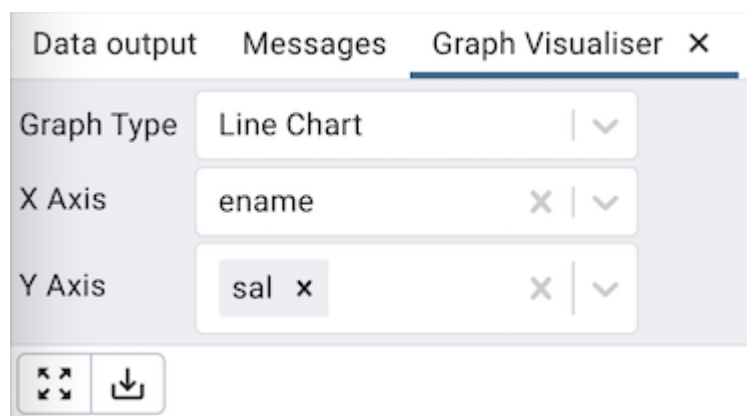 Data output Messages Graph Visualiser
Graph Type Line Chart
X Axis ename
Y Axis sal